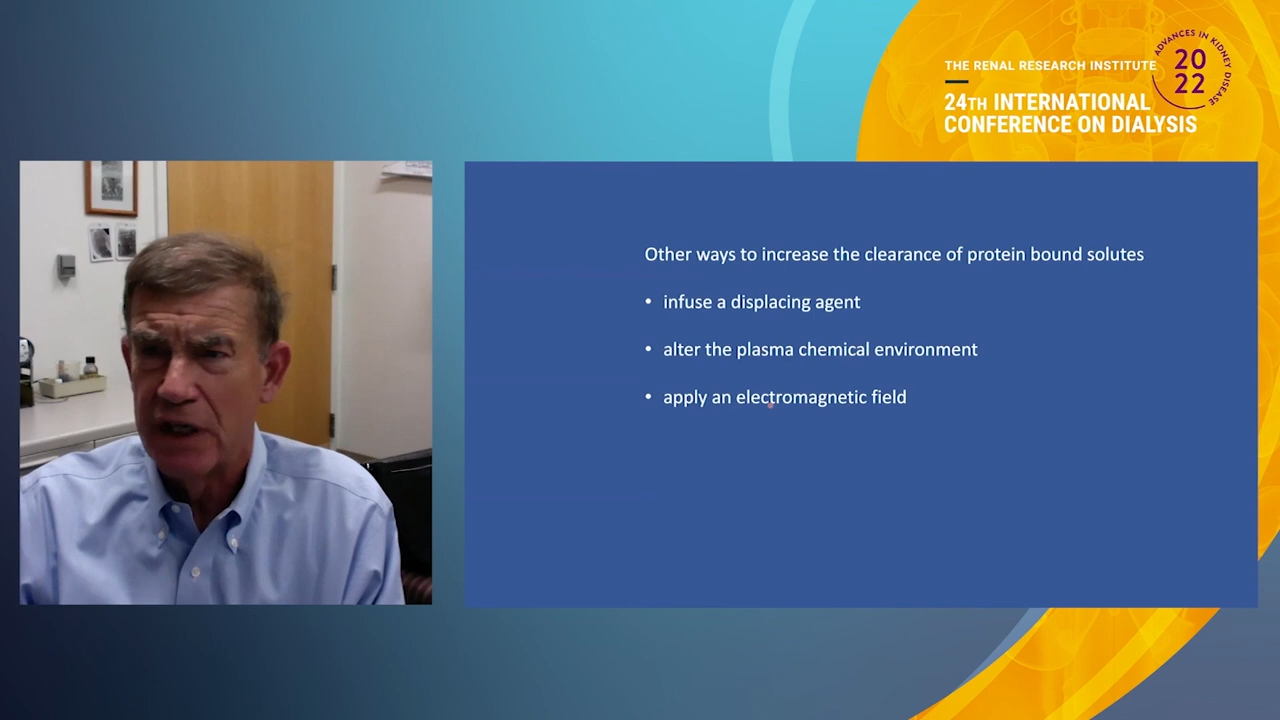 THE RENAL RESEARCH INSTITUTE
24TH INTERNATIONAL
CONFERENCE ON DIALYSIS
ADVANCES IN KIDNEY DISEASE
20
22
Other ways to increase the clearance of protein bound solutes
• infuse a displacing agent
• alter the plasma chemical environment
• apply an electromagnetic field